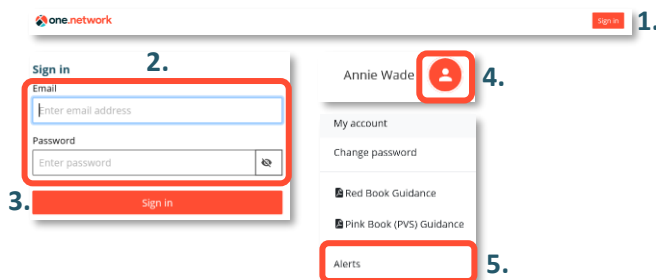 one.network
Sign in
1.
2.
Sign in
Email
Enter email address
Password
Enter password
3.
Sign in
Annie Wade
4.
My account
Change password
Red Book Guidance
Pink Book (PVS) Guidance
Alerts
5.